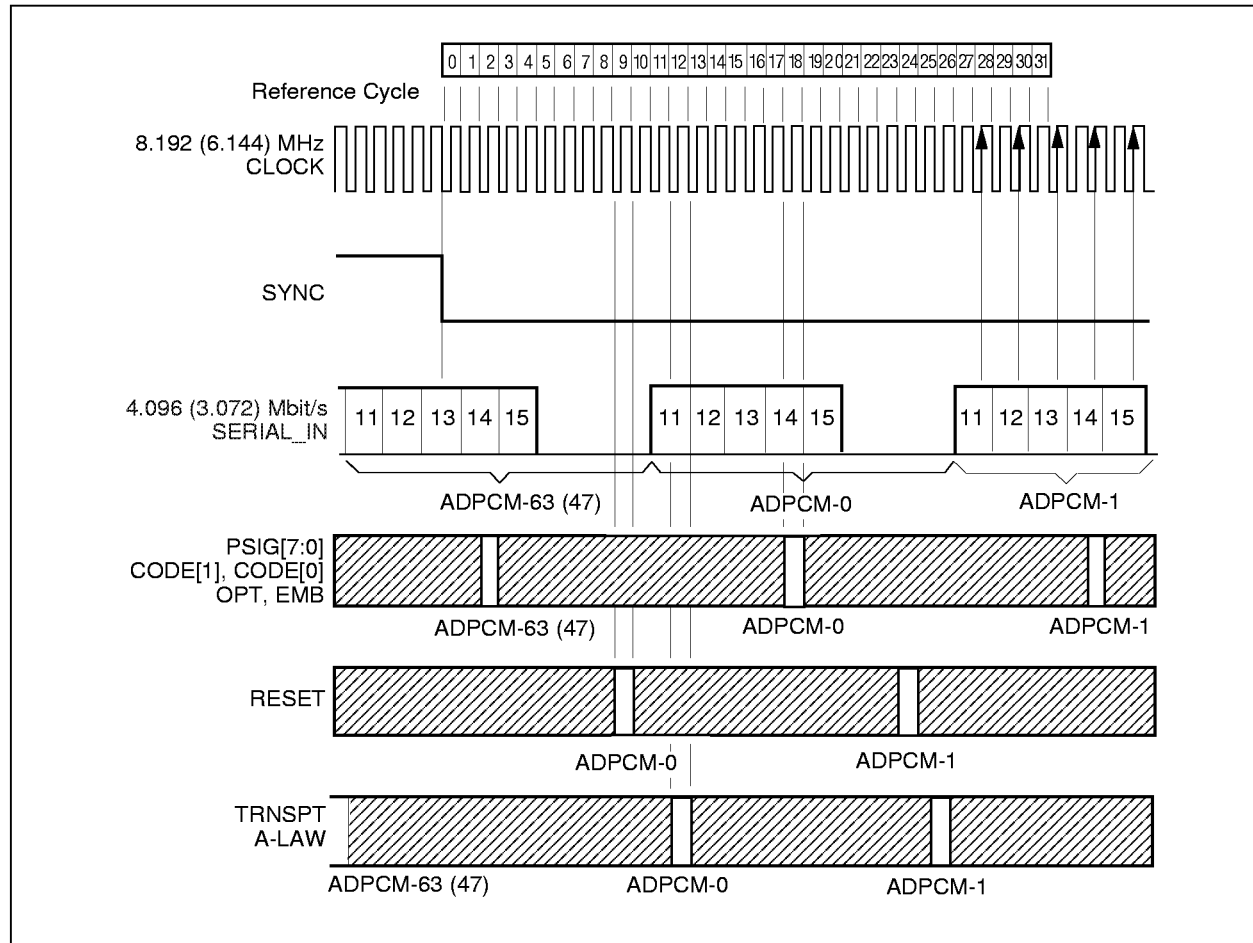 0 1 2 3 4 5 6 7 8 9 10 11 12 13 14 15 16 17 18 19 20 21 22 23 24 25 26 27 28 29 30 31
Reference Cycle
8.192 (6.144) MHz
CLOCK
SYNC
4.096 (3.072) Mbit/s
SERIAL_IN
11 12 13 14 15 11 12 13 14 15 11 12 13 14 15
ADPCM-63 (47) ADPCM-0 ADPCM-1
PSIG[7:0]
CODE[1], CODE[0]
OPT, EMB
ADPCM-63 (47) ADPCM-0 ADPCM-1
RESET
ADPCM-0 ADPCM-1
TRNSPT
A-LAW
ADPCM-63 (47) ADPCM-0 ADPCM-1